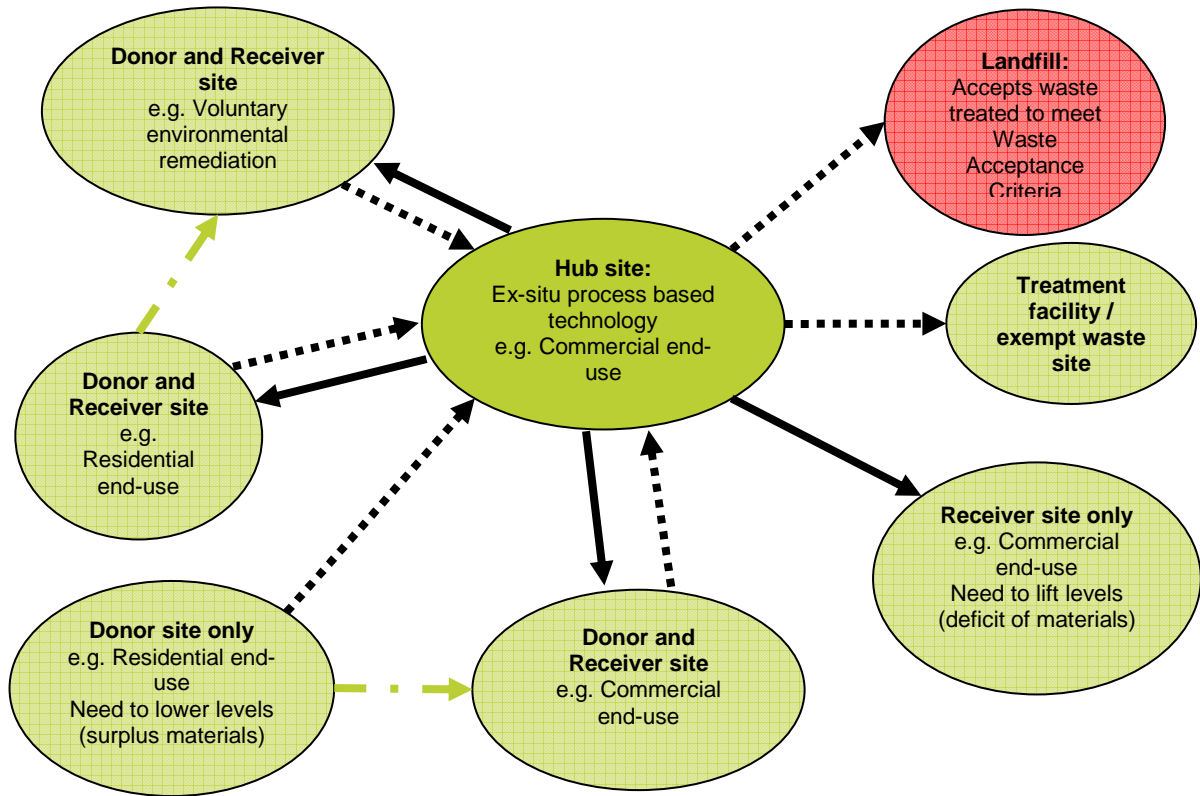 Donor and Receiver
site
e.g. Voluntary
environmental
remediation
Landfill:
Accepts waste
treated to meet
Waste
Acceptance
Criteria
Hub site:
Ex-situ process based
technology
e.g. Commercial end-
use
Treatment
facility /
exempt waste
site
Donor and
Receiver site
e.g.
Residential
end-use
Receiver site only
e.g. Commercial
end-use
Need to lift levels
(deficit of materials)
Donor site only
e.g. Residential end-
use
Need to lower levels
(surplus materials)
Donor and
Receiver site
e.g. Commercial
end-use